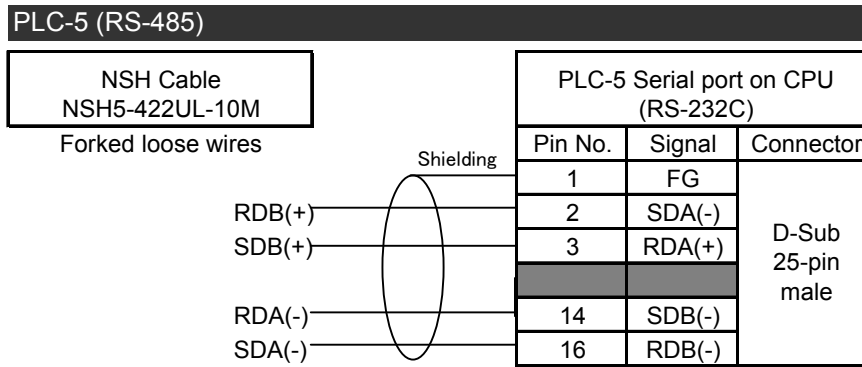 PLC-5 (RS-485)
NSH Cable
NSH5-422UL-10M
PLC-5 Serial port on CPU
(RS-232C)
Forked loose wires
Shielding
Pin No. Signal Connector
1 FG
RDB(+) 2 SDA(-)
SDB(+) 3 RDA(+)
D-Sub
25-pin
male
RDA(-) 14 SDB(-)
SDA(-) 16 RDB(-)